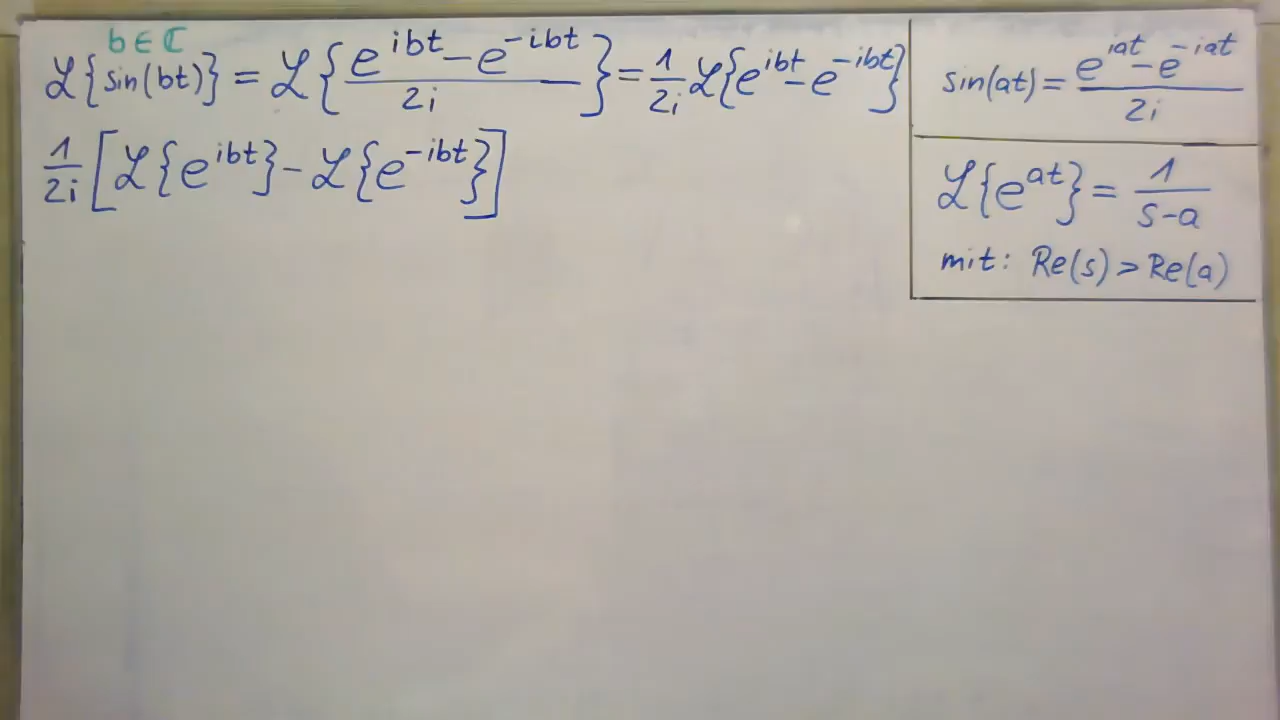 b ∈ ℂ
ℒ{sin(bt)} = ℒ{(e^{ibt} - e^{-ibt})/2i} = 1/2i ℒ{e^{ibt} - e^{-ibt}}
1/2i [ℒ{e^{ibt}} - ℒ{e^{-ibt}}]
sin(at) = (e^{iat} - e^{-iat})/2i
ℒ{e^{at}} = 1/(s-a)
mit: Re(s) > Re(a)